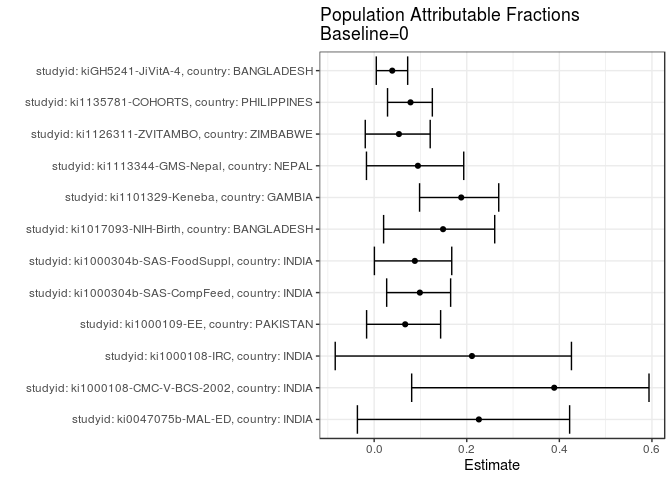 Population Attributable Fractions
Baseline=0
studyid: kiGH5241-JiVitA-4, country: BANGLADESH
studyid: ki1135781-COHORTS, country: PHILIPPINES
studyid: ki1126311-ZVITAMBO, country: ZIMBABWE
studyid: ki1113344-GMS-Nepal, country: NEPAL
studyid: ki1101329-Keneba, country: GAMBIA
studyid: ki1017093-NIH-Birth, country: BANGLADESH
studyid: ki1000304b-SAS-FoodSuppl, country: INDIA
studyid: ki1000304b-SAS-CompFeed, country: INDIA
studyid: ki1000109-EE, country: PAKISTAN
studyid: ki1000108-IRC, country: INDIA
studyid: ki1000108-CMC-V-BCS-2002, country: INDIA
studyid: ki0047075b-MAL-ED, country: INDIA
0.0 0.2 0.4 0.6
Estimate